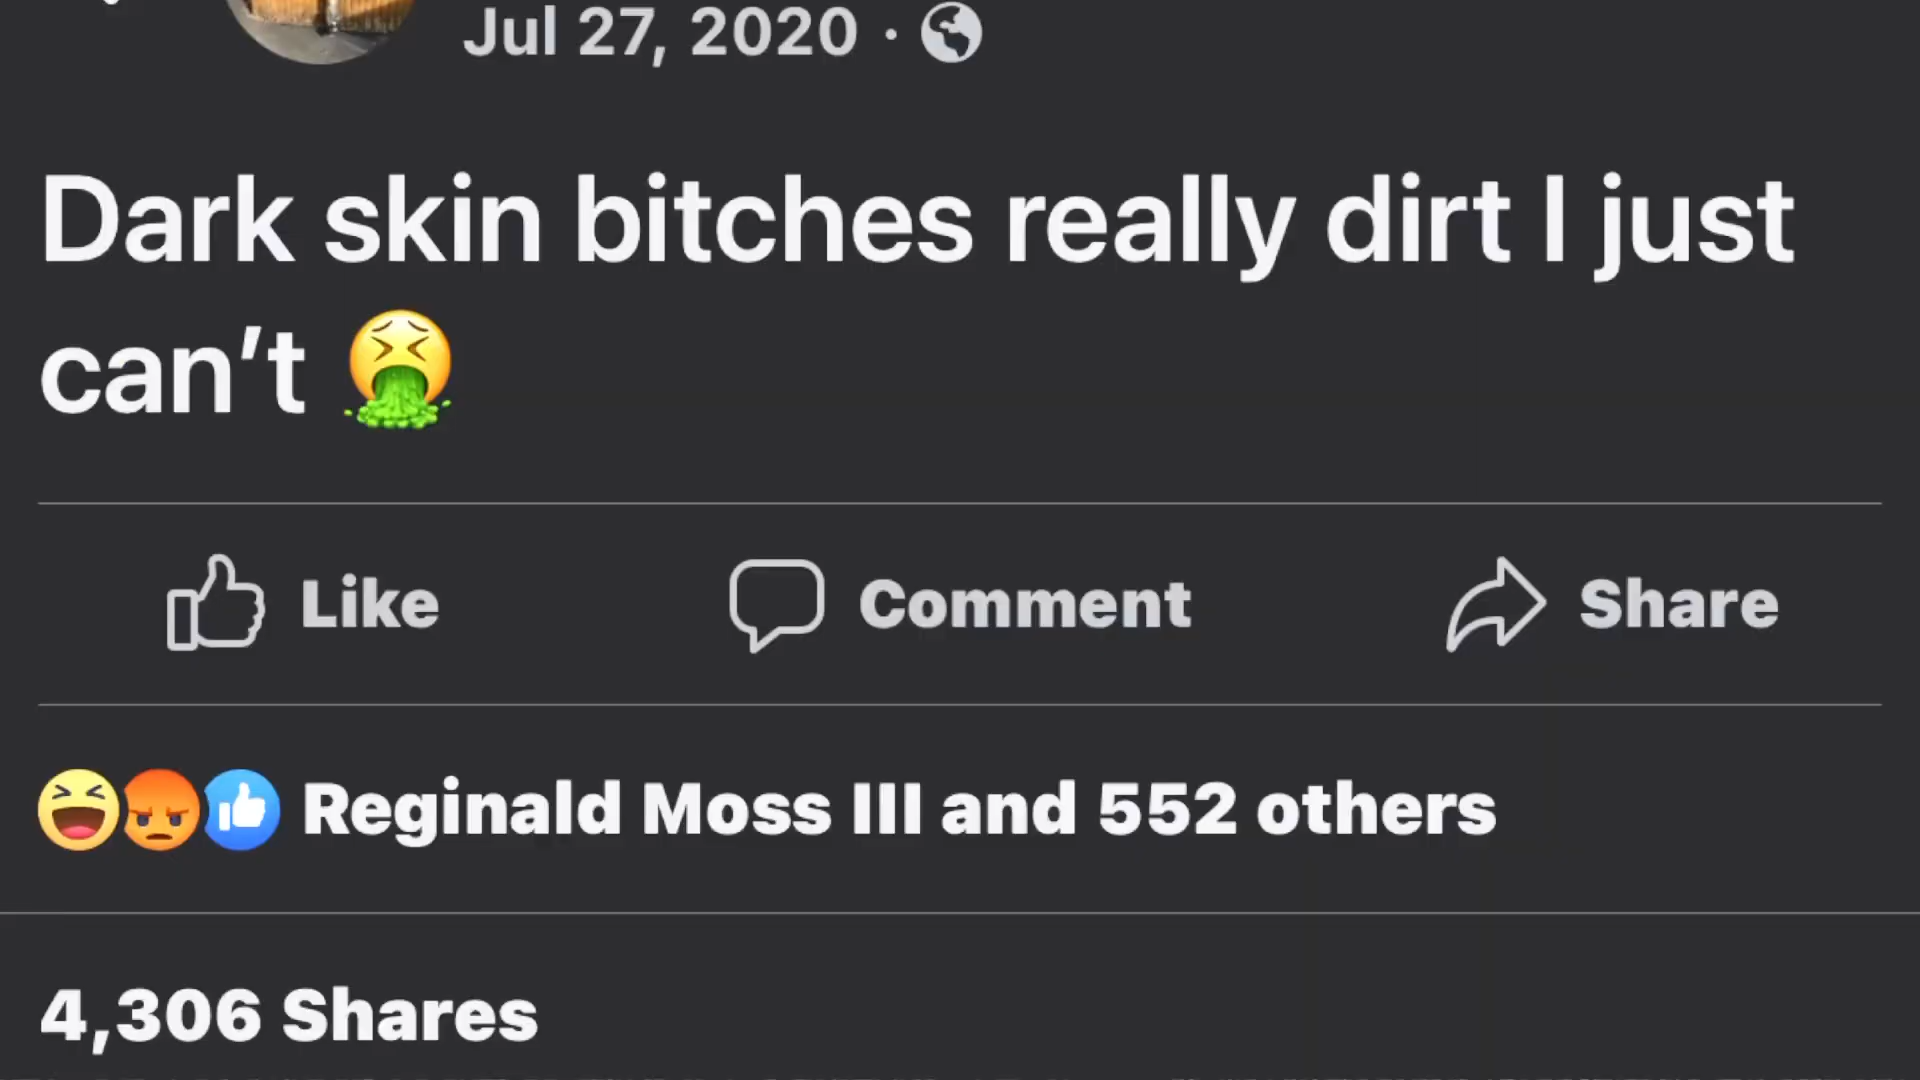 Jul 27, 2020 ·
Dark skin bitches really dirt I just
can't 🤮
Like Comment Share
Reginald Moss III and 552 others
4,306 Shares